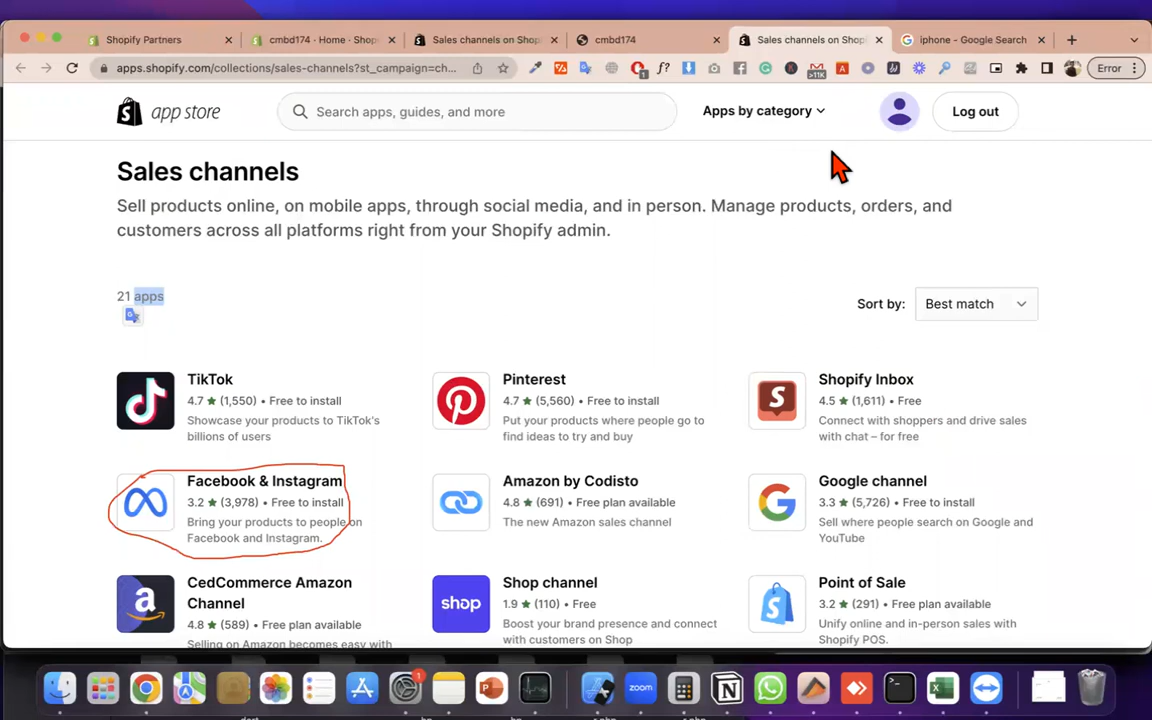 Shopify Partners
cmbd174 · Home · Shop
Sales channels on Shop
cmbd174
Sales channels on Shop
iphone - Google Search
apps.shopify.com/collections/sales-channels?st_campaign=ch...
Error
app store
Search apps, guides, and more
Apps by category
Log out
Sales channels
Sell products online, on mobile apps, through social media, and in person. Manage products, orders, and
customers across all platforms right from your Shopify admin.
21 apps
Sort by:
Best match
TikTok
4.7 ★ (1,550) • Free to install
Showcase your products to TikTok's
billions of users
Pinterest
4.7 ★ (5,560) • Free to install
Put your products where people go to
find ideas to try and buy
Shopify Inbox
4.5 ★ (1,611) • Free
Connect with shoppers and drive sales
with chat – for free
Facebook & Instagram
3.2 ★ (3,978) • Free to install
Bring your products to people on
Facebook and Instagram.
Amazon by Codisto
4.8 ★ (691) • Free plan available
The new Amazon sales channel
Google channel
3.3 ★ (5,726) • Free to install
Sell where people search on Google and
YouTube
CedCommerce Amazon
Channel
4.8 ★ (589) • Free plan available
Selling on Amazon becomes easy with
shop
Shop channel
1.9 ★ (110) • Free
Boost your brand presence and connect
with customers on Shop
Point of Sale
3.2 ★ (291) • Free plan available
Unify online and in-person sales with
Shopify POS.
zoom